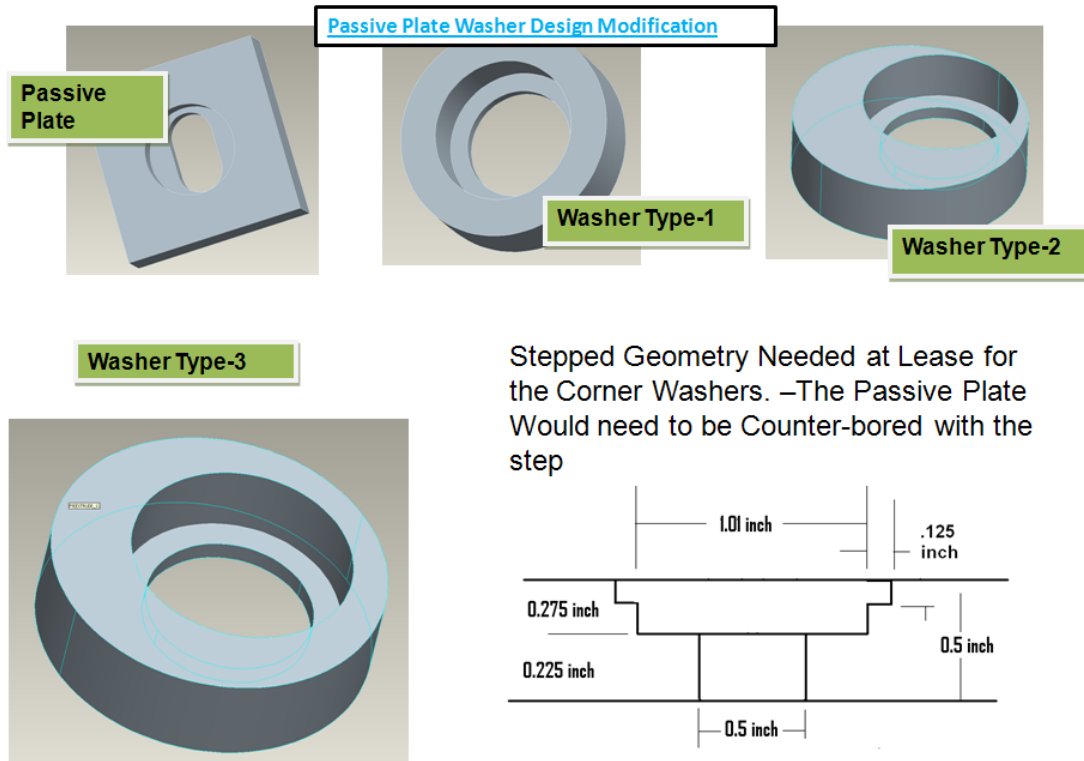 Passive Plate Washer Design Modification
Passive
Plate
Washer Type-1
Washer Type-2
Washer Type-3
Stepped Geometry Needed at Lease for
the Corner Washers. –The Passive Plate
Would need to be Counter-bored with the
step
1.01 inch
.125
inch
0.275 inch
0.5 inch
0.225 inch
0.5 inch